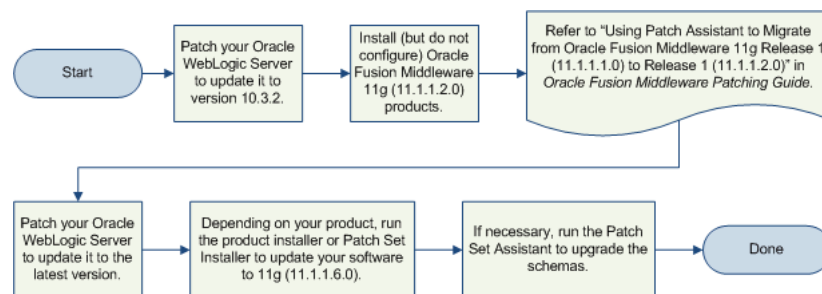 Start
Patch your Oracle
WebLogic Server
to update it to
version 10.3.2.
Install (but do not
configure) Oracle
Fusion Middleware
11g (11.1.1.2.0)
products.
Refer to “Using Patch Assistant to Migrate
from Oracle Fusion Middleware 11g Release 1
(11.1.1.1.0) to Release 1 (11.1.1.2.0)” in
Oracle Fusion Middleware Patching Guide.
Patch your Oracle
WebLogic Server
to update it to the
latest version.
Depending on your product, run
the product installer or Patch Set
Installer to update your software
to 11g (11.1.1.6.0).
If necessary, run the Patch
Set Assistant to upgrade the
schemas.
Done